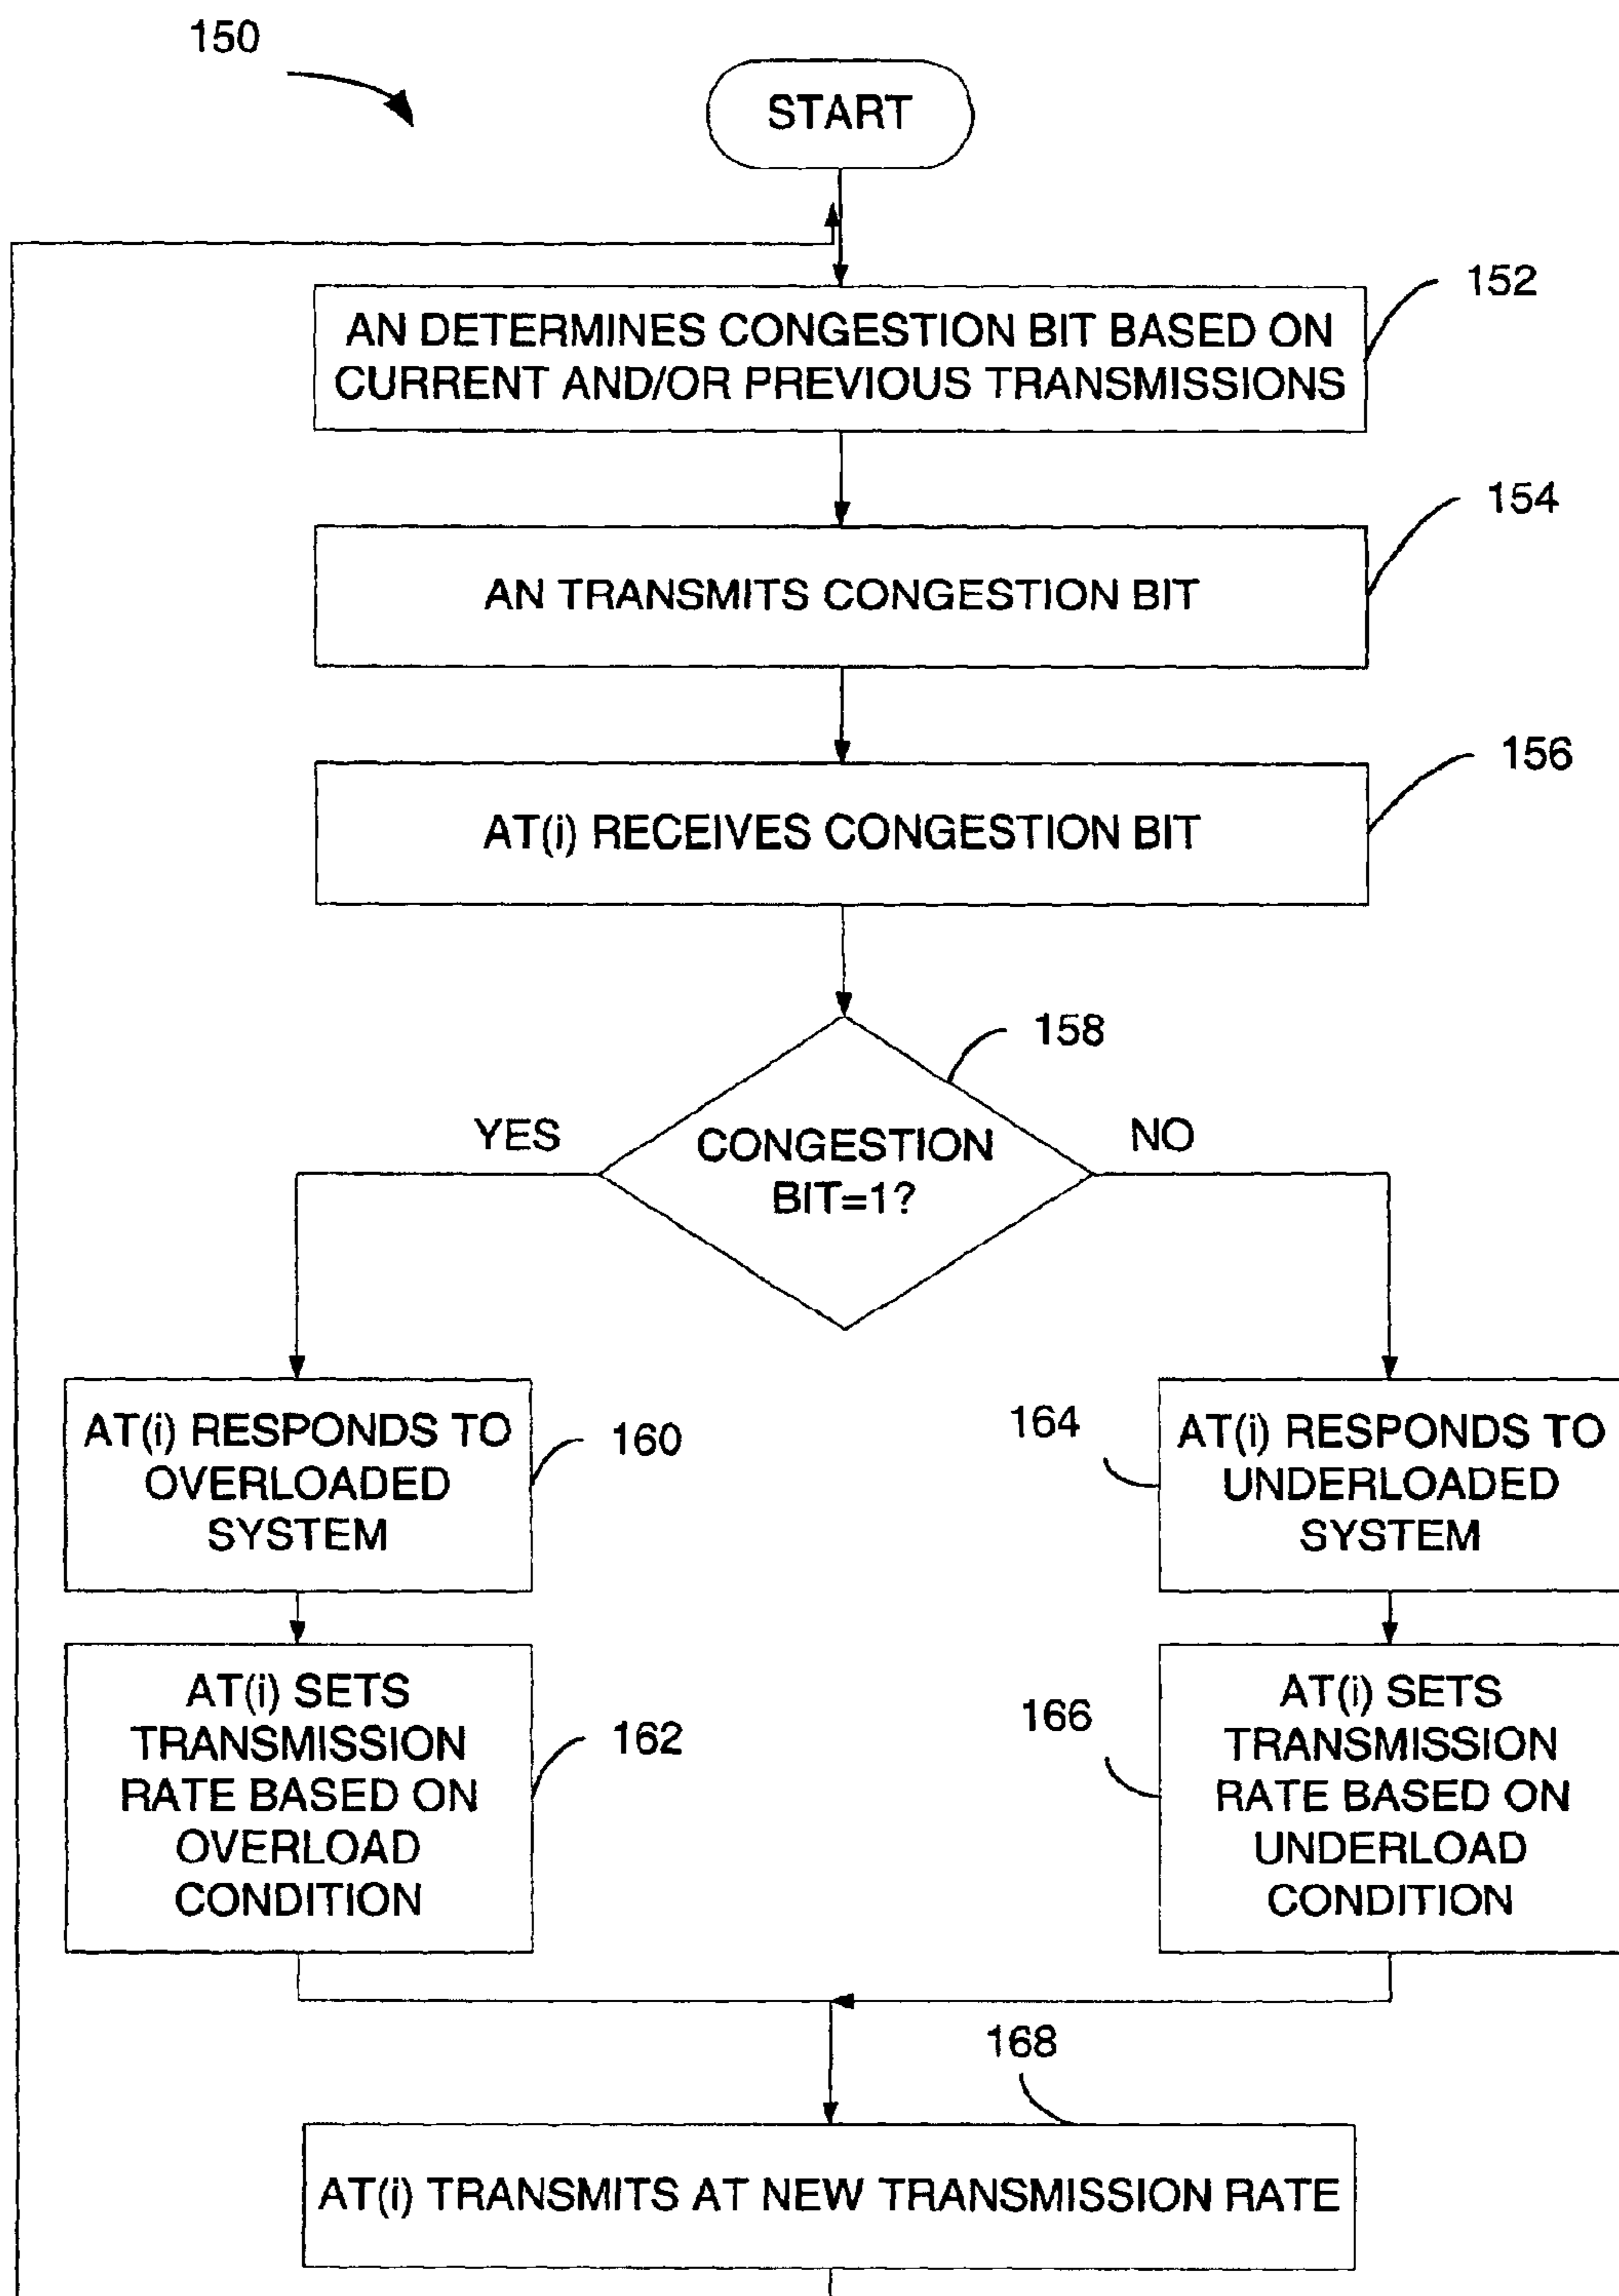 150
START
152
AN DETERMINES CONGESTION BIT BASED ON
CURRENT AND/OR PREVIOUS TRANSMISSIONS
154
AN TRANSMITS CONGESTION BIT
156
AT(i) RECEIVES CONGESTION BIT
158
YES
CONGESTION
BIT=1?
NO
AT(i) RESPONDS TO
OVERLOADED
SYSTEM
160
164
AT(i) RESPONDS TO
UNDERLOADED
SYSTEM
AT(i) SETS
TRANSMISSION
RATE BASED ON
OVERLOAD
CONDITION
162
166
AT(i) SETS
TRANSMISSION
RATE BASED ON
UNDERLOAD
CONDITION
168
AT(i) TRANSMITS AT NEW TRANSMISSION RATE